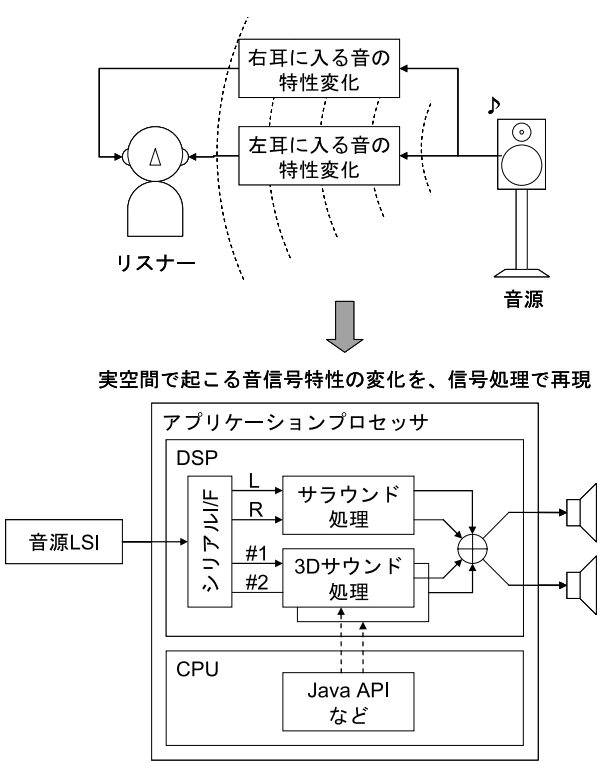 右耳に入る音の
特性変化
♪
左耳に入る音の
特性変化
リスナー
音源
実空間で起こる音信号特性の変化を、信号処理で再現
アプリケーションプロセッサ
DSP
音源LSI
シリアルI/F
L
R
#1
#2
サラウンド
処理
3Dサウンド
処理
CPU
Java API
など